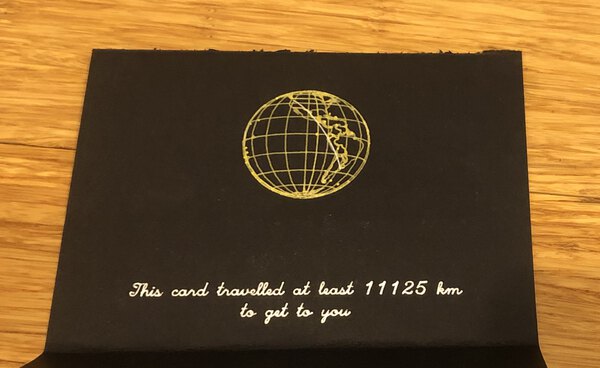 This card travelled at least 11125 km
to get to you